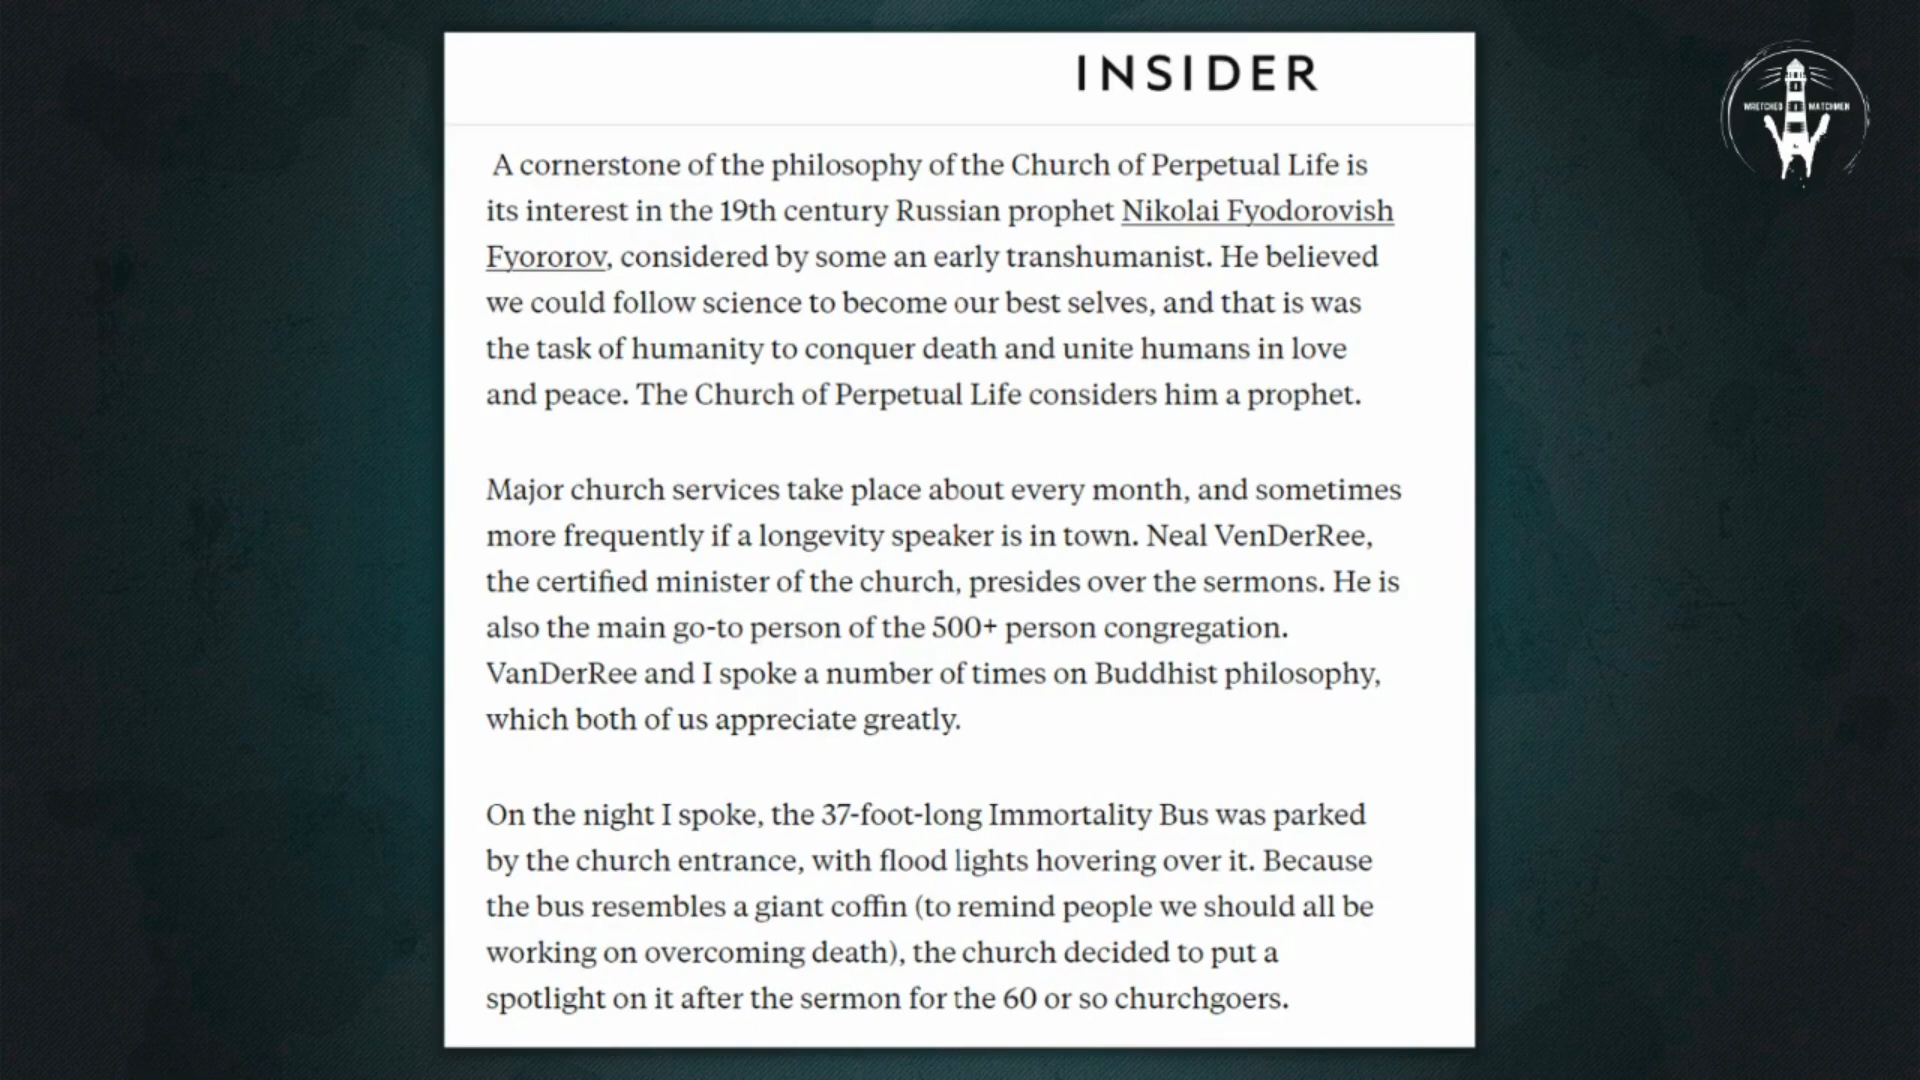 INSIDER
WRETCHED WATCHMEN
A cornerstone of the philosophy of the Church of Perpetual Life is
its interest in the 19th century Russian prophet Nikolai Fyodorovish
Fyororov, considered by some an early transhumanist. He believed
we could follow science to become our best selves, and that is was
the task of humanity to conquer death and unite humans in love
and peace. The Church of Perpetual Life considers him a prophet.
Major church services take place about every month, and sometimes
more frequently if a longevity speaker is in town. Neal VenDerRee,
the certified minister of the church, presides over the sermons. He is
also the main go-to person of the 500+ person congregation.
VanDerRee and I spoke a number of times on Buddhist philosophy,
which both of us appreciate greatly.
On the night I spoke, the 37-foot-long Immortality Bus was parked
by the church entrance, with flood lights hovering over it. Because
the bus resembles a giant coffin (to remind people we should all be
working on overcoming death), the church decided to put a
spotlight on it after the sermon for the 60 or so churchgoers.